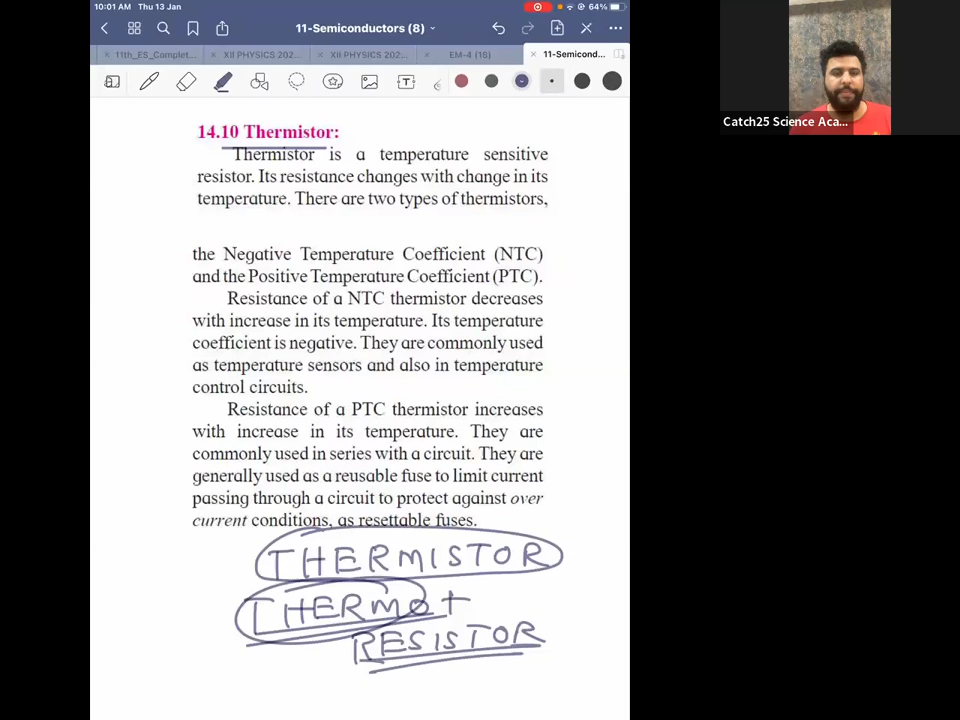 10:01 AM Thu 13 Jan
64%
11-Semiconductors (8)
11th_ES_Complet...
XII PHYSICS 202...
XII PHYSICS 202...
EM-4 (16)
11-Semicond...
Catch25 Science Aca...
14.10 Thermistor:
Thermistor is a temperature sensitive
resistor. Its resistance changes with change in its
temperature. There are two types of thermistors,
the Negative Temperature Coefficient (NTC)
and the Positive Temperature Coefficient (PTC).
Resistance of a NTC thermistor decreases
with increase in its temperature. Its temperature
coefficient is negative. They are commonly used
as temperature sensors and also in temperature
control circuits.
Resistance of a PTC thermistor increases
with increase in its temperature. They are
commonly used in series with a circuit. They are
generally used as a reusable fuse to limit current
passing through a circuit to protect against over
current conditions, as resettable fuses.
THERMISTOR
THERMO +
RESISTOR